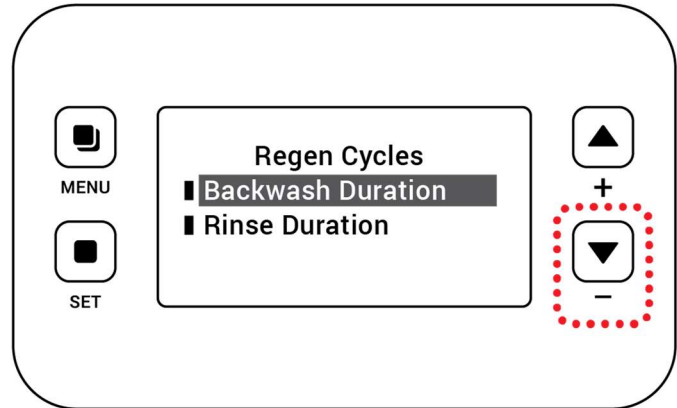 Regen Cycles
Backwash Duration
Rinse Duration
MENU
SET
+
−